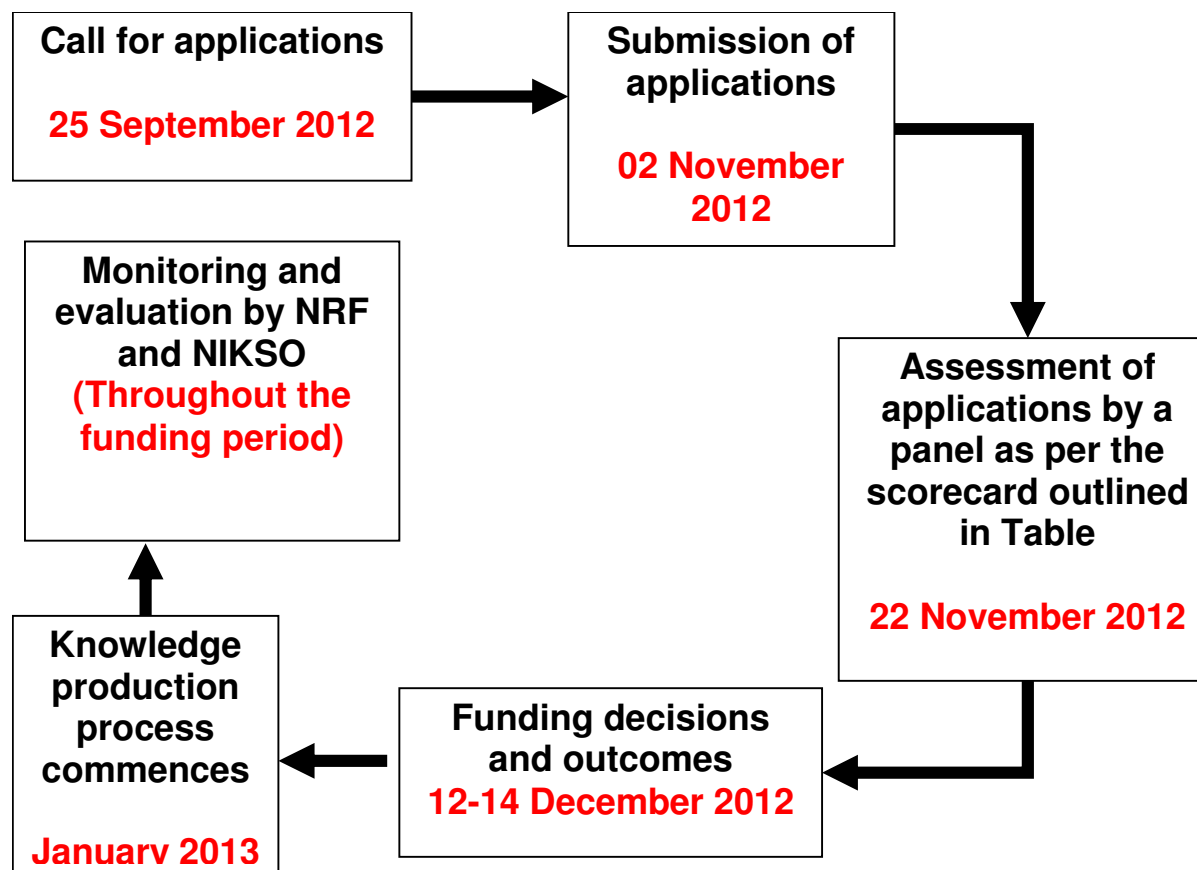 Call for applications
25 September 2012
Submission of
applications
02 November
2012
Assessment of
applications by a
panel as per the
scorecard outlined
in Table
22 November 2012
Funding decisions
and outcomes
12-14 December 2012
Knowledge
production
process
commences
January 2013
Monitoring and
evaluation by NRF
and NIKSO
(Throughout the
funding period)